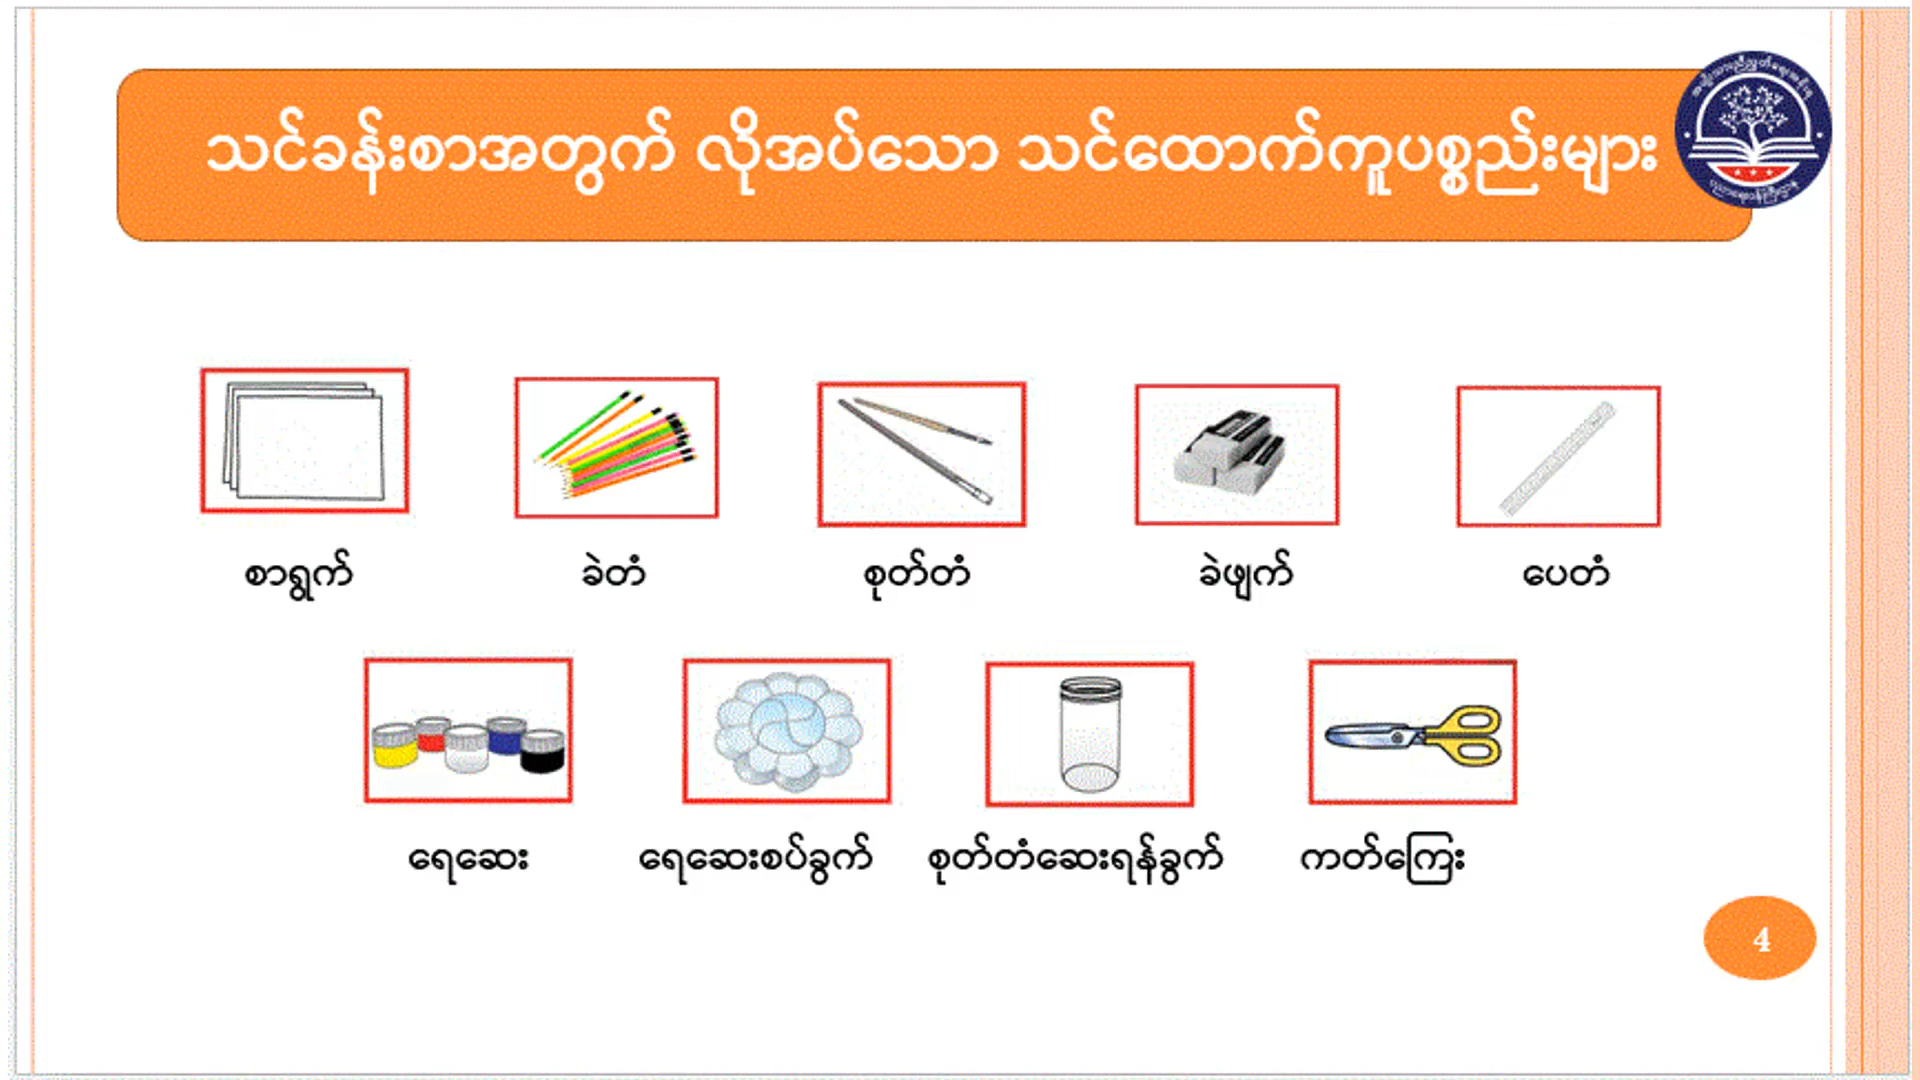 သင်ခန်းစာအတွက် လိုအပ်သော သင်ထောက်ကူပစ္စည်းများ
စာရွက် ခဲတံ စုတ်တံ ခဲဖျက် ပေတံ
ရေဆေး ရေဆေးစပ်ခွက် စုတ်တံဆေးရန်ခွက် ကတ်ကြေး
4